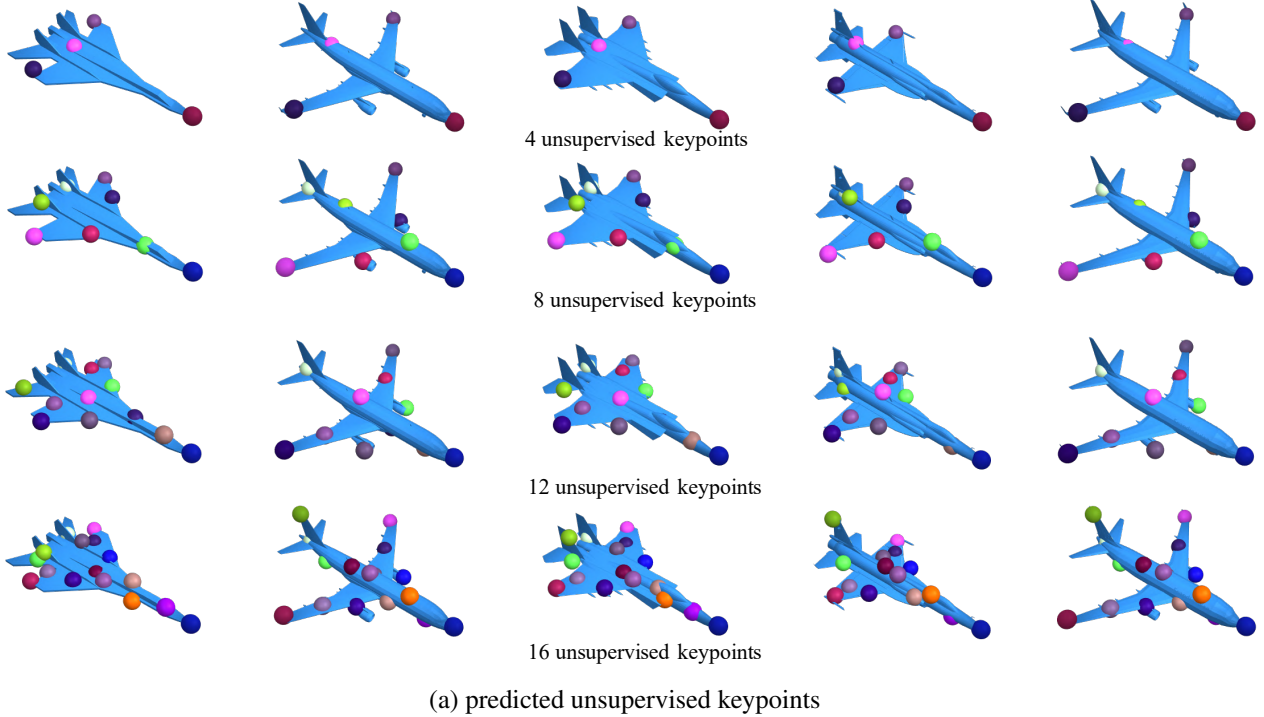 4 unsupervised keypoints
8 unsupervised keypoints
12 unsupervised keypoints
16 unsupervised keypoints
(a) predicted unsupervised keypoints